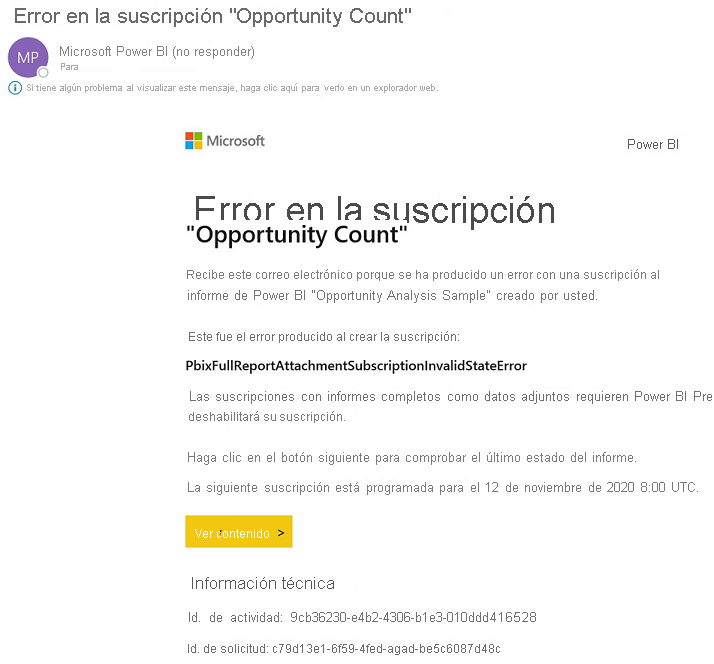 Error en la suscripción "Opportunity Count"
MP
Microsoft Power BI (no responder)
Para
Si tiene algún problema al visualizar este mensaje, haga clic aquí para verlo en un explorador web.
Microsoft
Power BI
Error en la suscripción
"Opportunity Count"
Recibe este correo electrónico porque se ha producido un error con una suscripción al
informe de Power BI "Opportunity Analysis Sample" creado por usted.
Este fue el error producido al crear la suscripción:
PbixFullReportAttachmentSubscriptionInvalidStateError
Las suscripciones con informes completos como datos adjuntos requieren Power BI Pre
deshabilitará su suscripción.
Haga clic en el botón siguiente para comprobar el último estado del informe.
La siguiente suscripción está programada para el 12 de noviembre de 2020 8:00 UTC.
Ver contenido >
Información técnica
Id. de actividad: 9cb36230-e4b2-4306-b1e3-010ddd416528
Id. de solicitud: c79d13e1-6f59-4fed-agad-be5c6087d48c